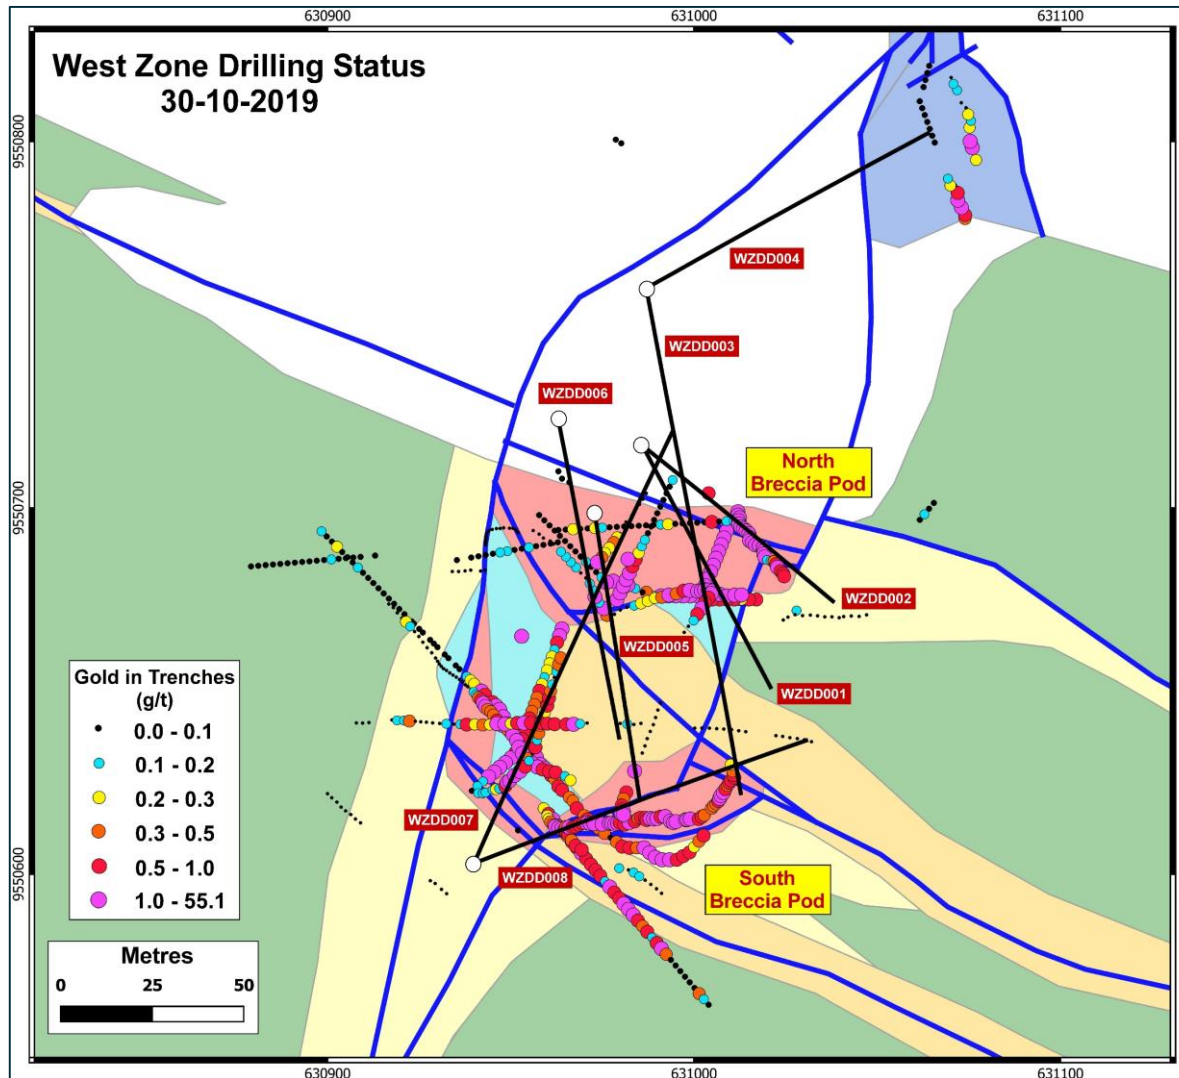 630900
631000
631100
West Zone Drilling Status
30-10-2019
9550800
WZDD004
WZDD003
WZDD006
North
Breccia Pod
9550700
WZDD002
WZDD005
WZDD001
Gold in Trenches
(g/t)
0.0 - 0.1
0.1 - 0.2
0.2 - 0.3
0.3 - 0.5
0.5 - 1.0
1.0 - 55.1
WZDD007
WZDD008
9550600
South
Breccia Pod
Metres
0 25 50
630900
631000
631100